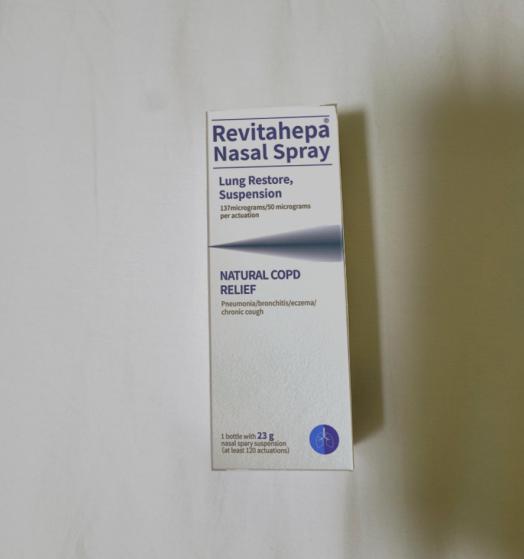 Revitahepa®
Nasal Spray
Lung Restore,
Suspension
137micrograms/50 micrograms
per actuation
NATURAL COPD
RELIEF
Pneumonia/bronchitis/eczema/
chronic cough
1 bottle with 23 g
nasal spary suspension
(at least 120 actuations)